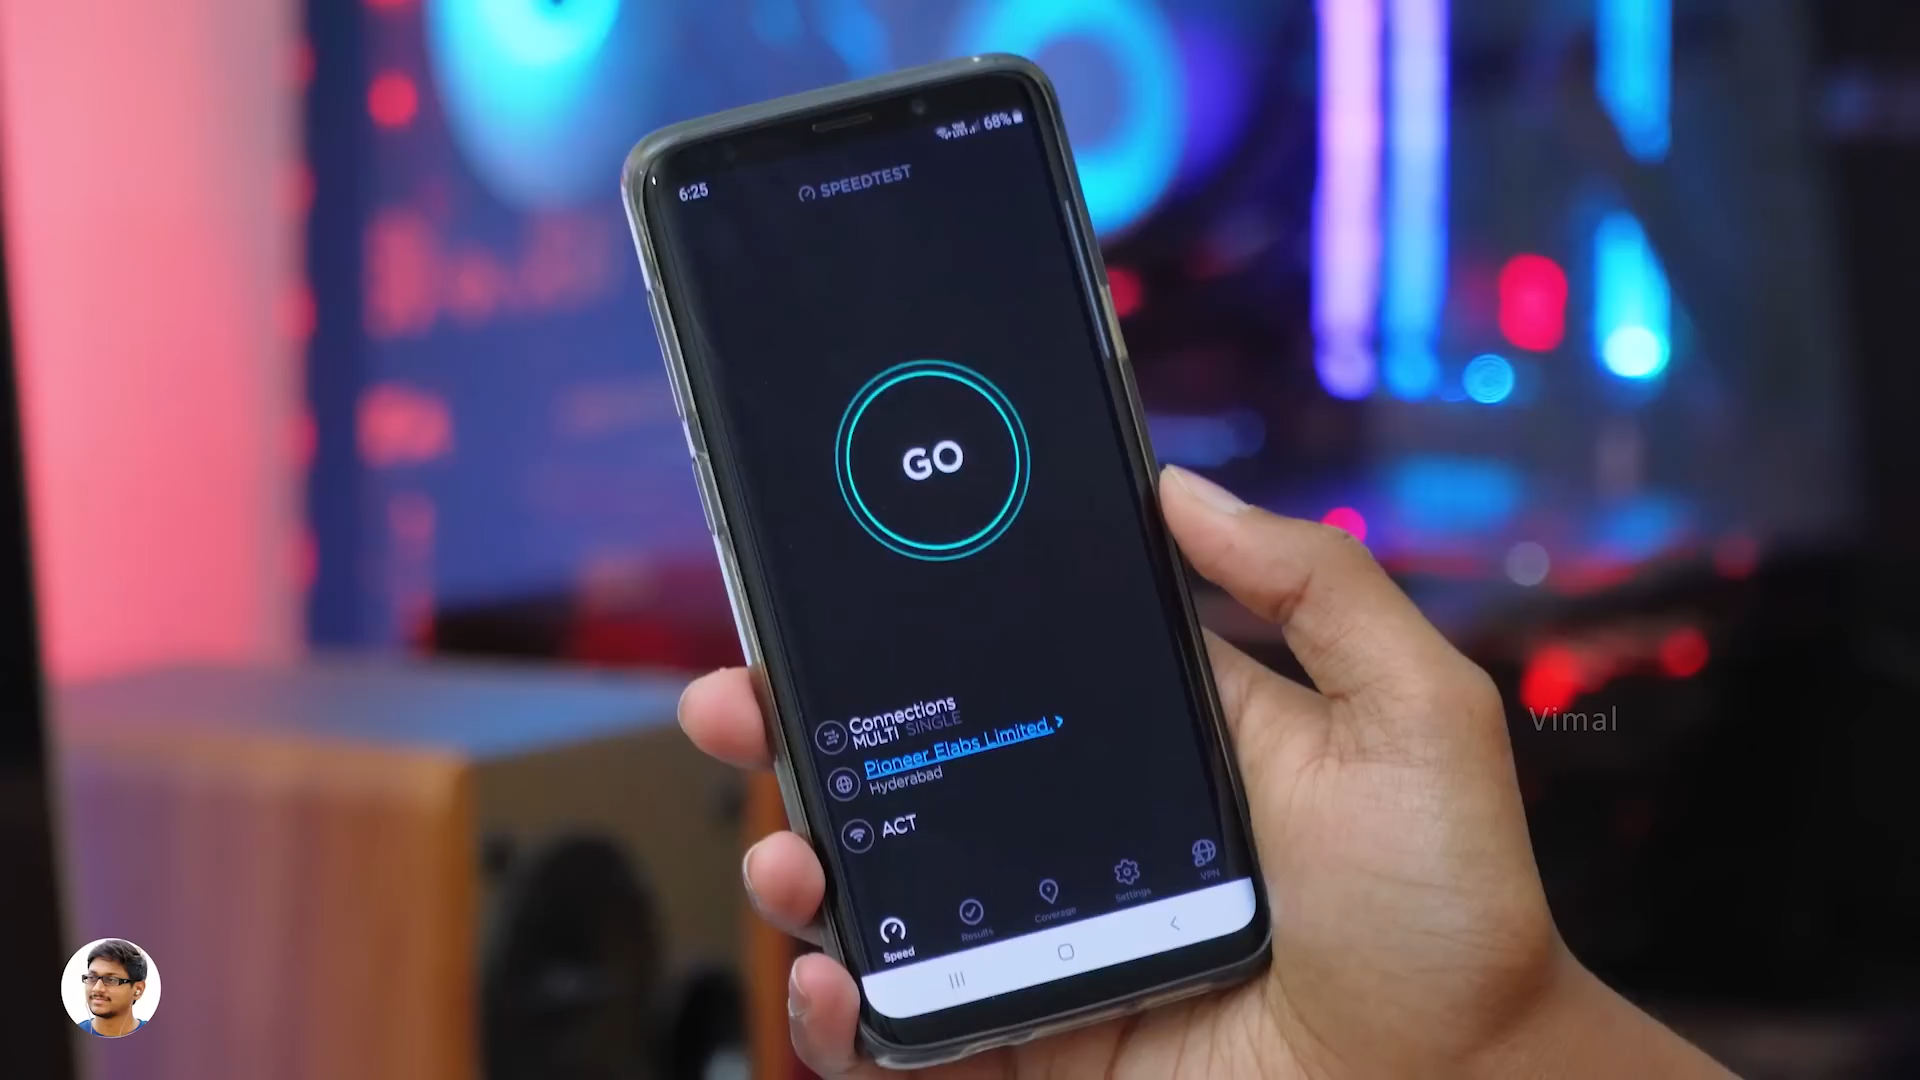 68%
6:25
SPEEDTEST
GO
Connections
MULTI SINGLE
Pioneer Elabs Limited. >
Hyderabad
ACT
Speed
Results
Coverage
Settings
VPN
Vimal